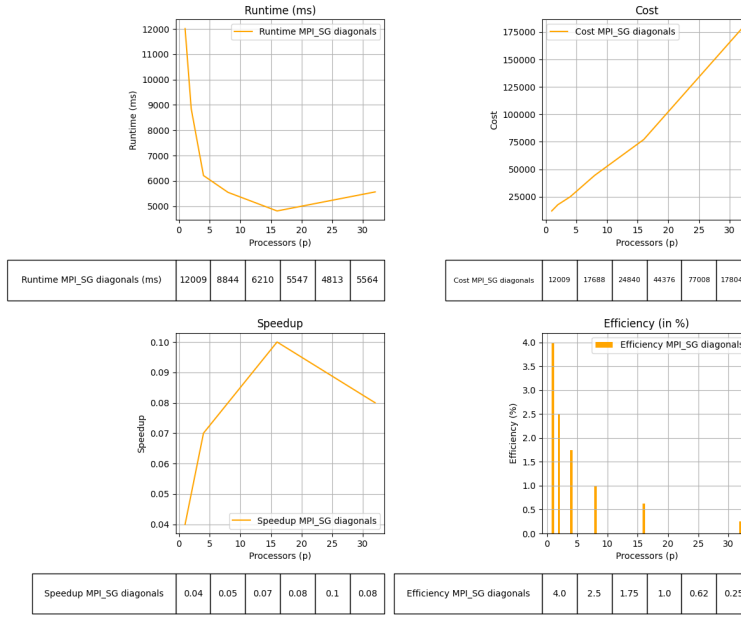 Runtime (ms)
12000
11000
10000
9000
8000
7000
6000
5000
Runtime (ms)
Runtime MPI_SG diagonals
0 5 10 15 20 25 30
Processors (p)
Runtime MPI_SG diagonals (ms) 12009 8844 6210 5547 4813 5564
Cost
175000
150000
125000
100000
75000
50000
25000
Cost
Cost MPI_SG diagonals
0 5 10 15 20 25 30
Processors (p)
Cost MPI_SG diagonals 12009 17688 24840 44376 77008 17804
Speedup
0.10
0.09
0.08
0.07
0.06
0.05
0.04
Speedup
Speedup MPI_SG diagonals
0 5 10 15 20 25 30
Processors (p)
Speedup MPI_SG diagonals 0.04 0.05 0.07 0.08 0.1 0.08
Efficiency (in %)
4.0
3.5
3.0
2.5
2.0
1.5
1.0
0.5
0.0
Efficiency (%)
Efficiency MPI_SG diagonals
0 5 10 15 20 25 30
Processors (p)
Efficiency MPI_SG diagonals 4.0 2.5 1.75 1.0 0.62 0.25